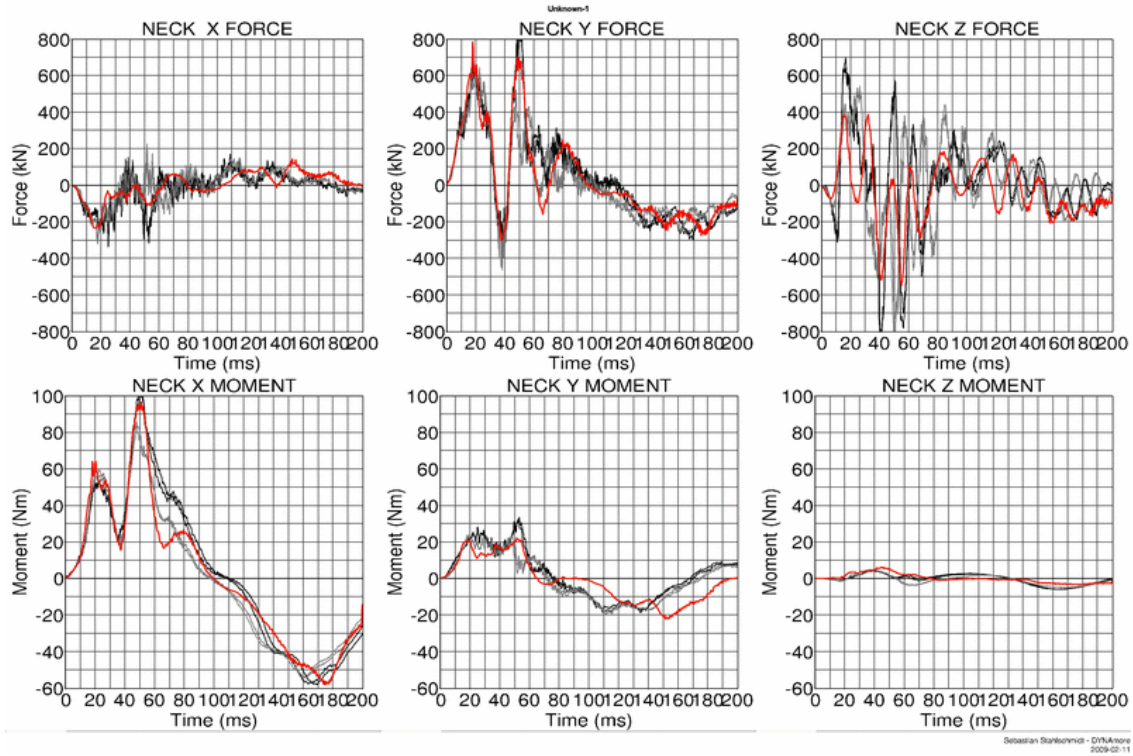 Unknown-1
NECK X FORCE
NECK Y FORCE
NECK Z FORCE
800
600
400
200
0
-200
-400
-600
-800
Force (kN)
0 20 40 60 80 100 120 140 160 180 200
Time (ms)
800
600
400
200
0
-200
-400
-600
-800
Force (kN)
0 20 40 60 80 100 120 140 160 180 200
Time (ms)
800
600
400
200
0
-200
-400
-600
-800
Force (kN)
0 20 40 60 80 100 120 140 160 180 200
Time (ms)
NECK X MOMENT
NECK Y MOMENT
NECK Z MOMENT
100
80
60
40
20
0
-20
-40
-60
Moment (Nm)
0 20 40 60 80 100 120 140 160 180 200
Time (ms)
100
80
60
40
20
0
-20
-40
-60
Moment (Nm)
0 20 40 60 80 100 120 140 160 180 200
Time (ms)
100
80
60
40
20
0
-20
-40
-60
Moment (Nm)
0 20 40 60 80 100 120 140 160 180 200
Time (ms)
Sebastian Stahlschmidt - DYNAmore
2009-02-11